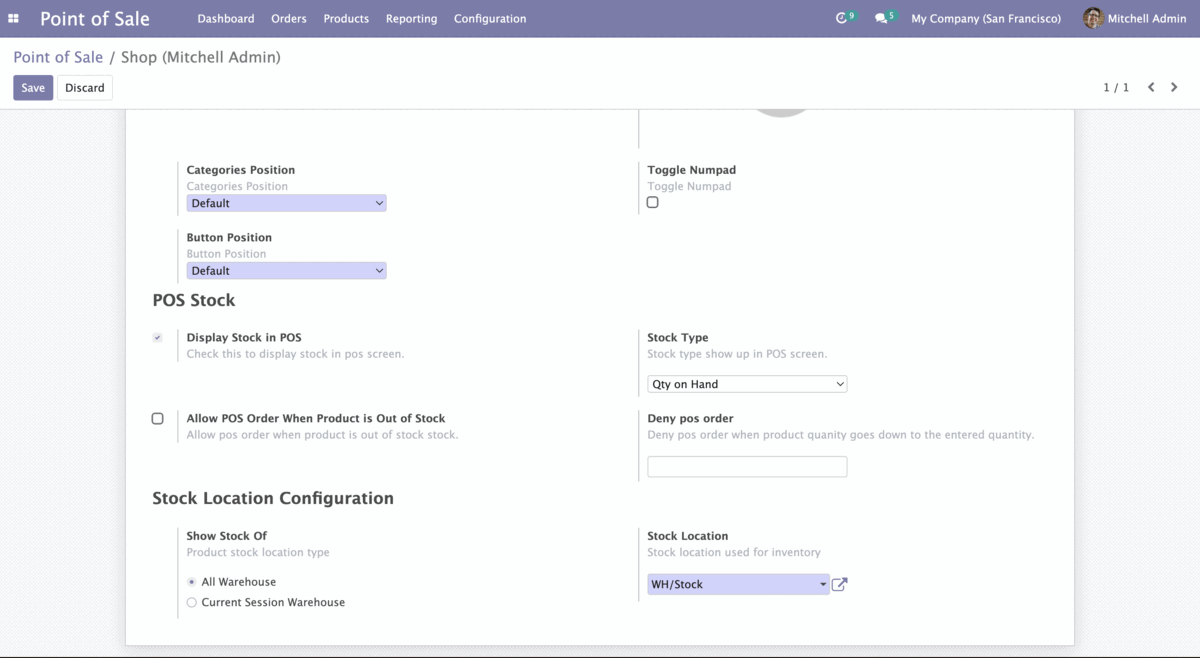 Point of Sale Dashboard Orders Products Reporting Configuration 9 5 My Company (San Francisco) Mitchell Admin
Point of Sale / Shop (Mitchell Admin)
Save Discard 1 / 1
Categories Position
Categories Position
Default
Toggle Numpad
Toggle Numpad
Button Position
Button Position
Default
POS Stock
Display Stock in POS
Check this to display stock in pos screen.
Stock Type
Stock type show up in POS screen.
Qty on Hand
Allow POS Order When Product is Out of Stock
Allow pos order when product is out of stock stock.
Deny pos order
Deny pos order when product quanity goes down to the entered quantity.
Stock Location Configuration
Show Stock Of
Product stock location type
All Warehouse
Current Session Warehouse
Stock Location
Stock location used for inventory
WH/Stock